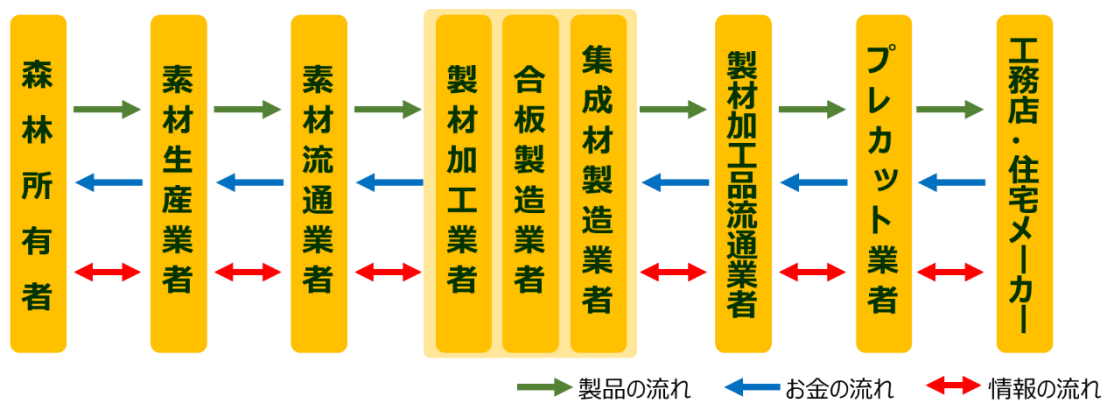 森林所有者
素材生産業者
素材流通業者
製材加工業者
合板製造業者
集成材製造業者
製材加工品流通業者
プレカット業者
工務店・住宅メーカー
製品の流れ
お金の流れ
情報の流れ